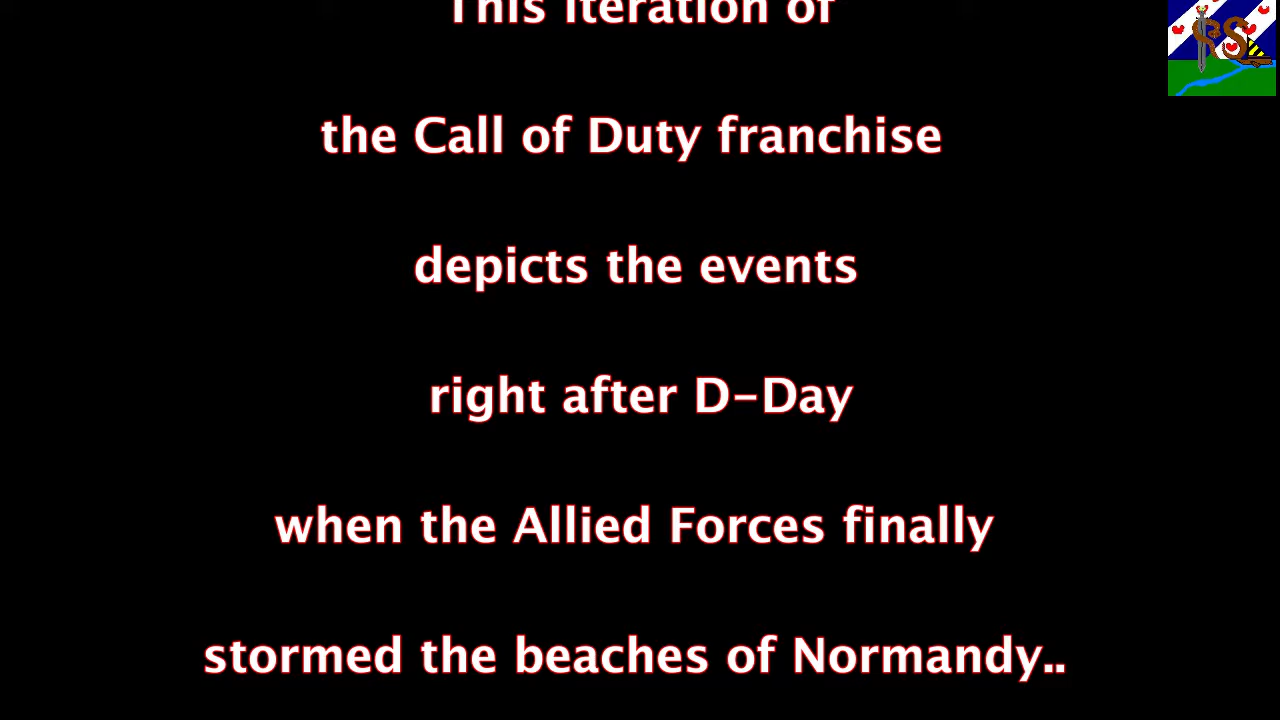 This iteration of
the Call of Duty franchise
depicts the events
right after D-Day
when the Allied Forces finally
stormed the beaches of Normandy..
SS